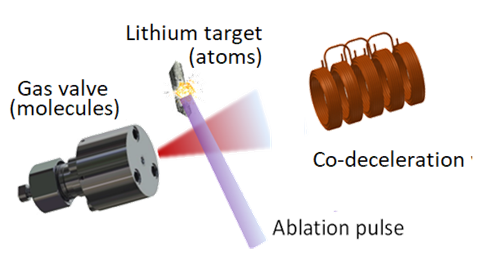 Lithium target
(atoms)
Gas valve
(molecules)
Co-deceleration
Ablation pulse